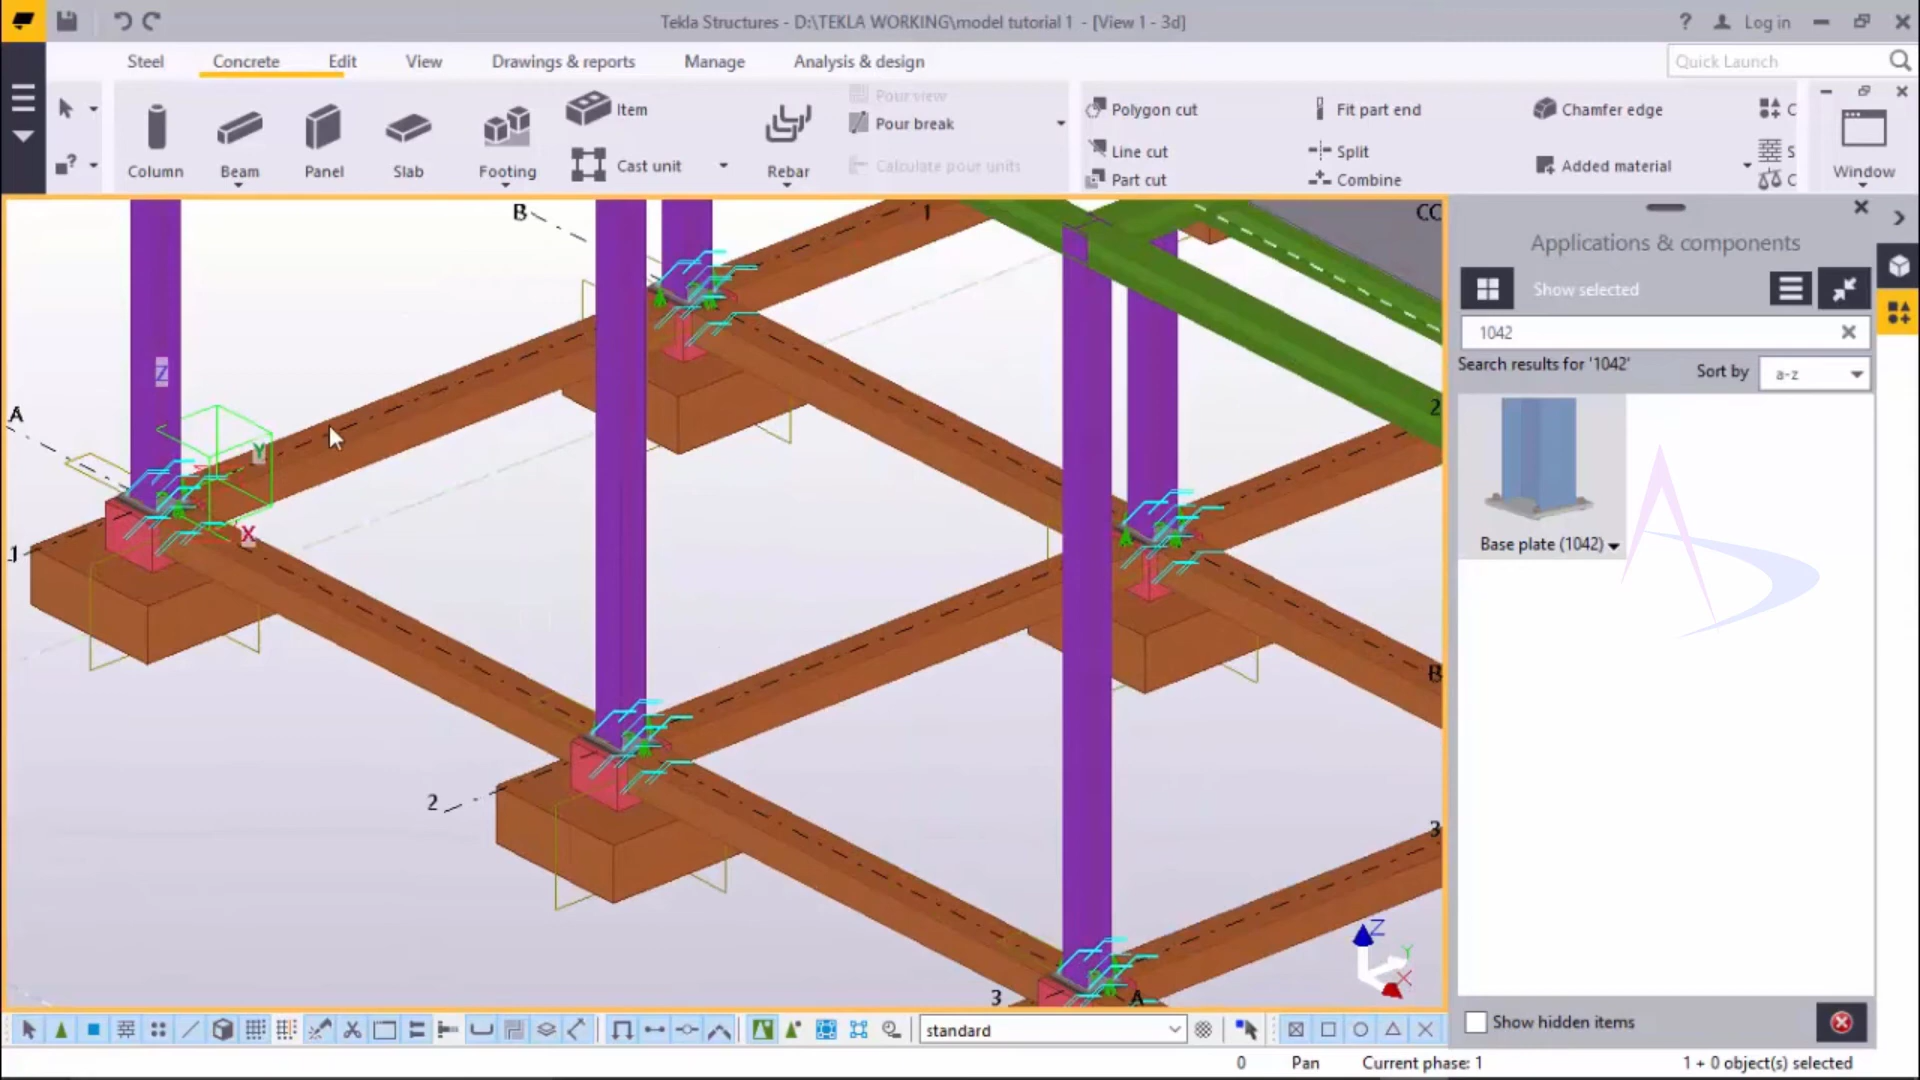 Tekla Structures - D:\TEKLA WORKING\model tutorial 1 - [View 1 - 3d]
? Log in
Steel Concrete Edit View Drawings & reports Manage Analysis & design
Quick Launch
Column
Beam
Panel
Slab
Footing
Item
Cast unit
Rebar
Pour view
Pour break
Calculate pour units
Polygon cut
Line cut
Part cut
Fit part end
Split
Combine
Chamfer edge
Added material
C
S
C
Window
B
1
CC
Z
A
Y
X
1
2
B
2
3
3
A
Z
Y
X
Applications & components
Show selected
1042
Search results for '1042'
Sort by a-z
Base plate (1042)
AD
Show hidden items
standard
0 Pan Current phase: 1 1 + 0 object(s) selected